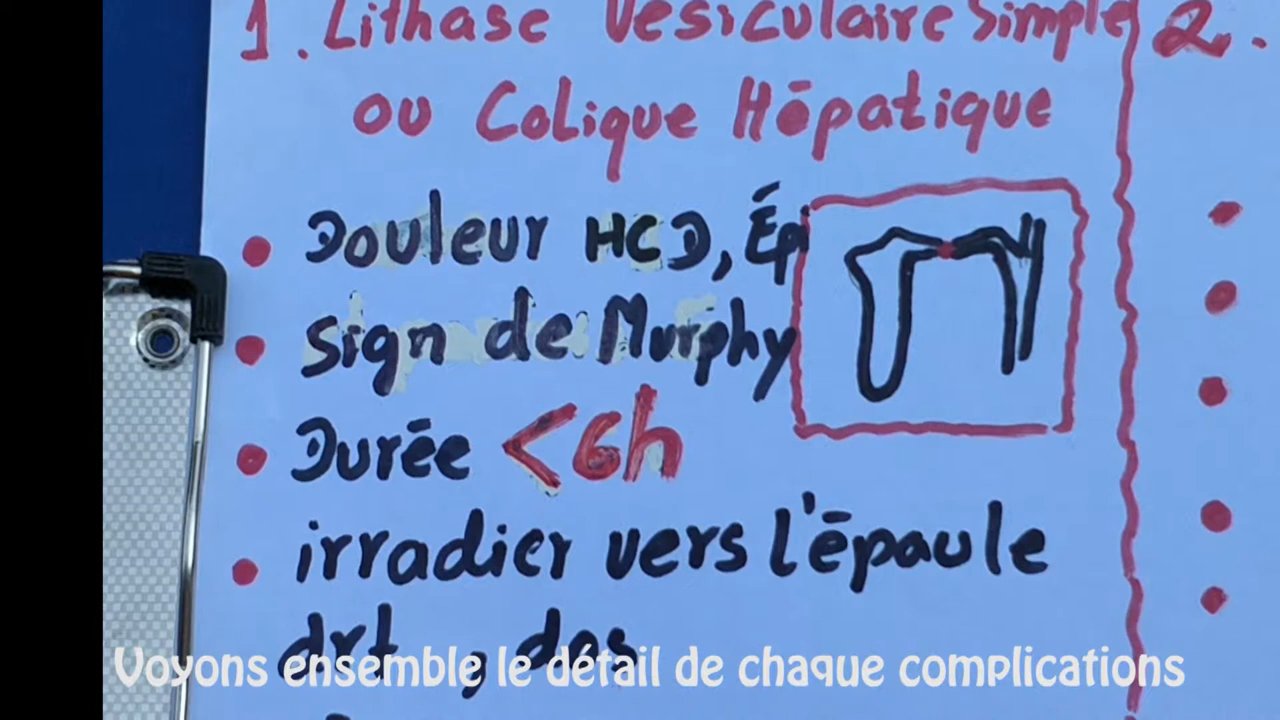 1. Lithase Vesiculaire Simple 2.
ou Colique Hépatique
• Douleur HCD, Épi
• sign de Murphy
• Durée <6h
• irradier vers l'épaule
drt, dos
Voyons ensemble le détail de chaque complications